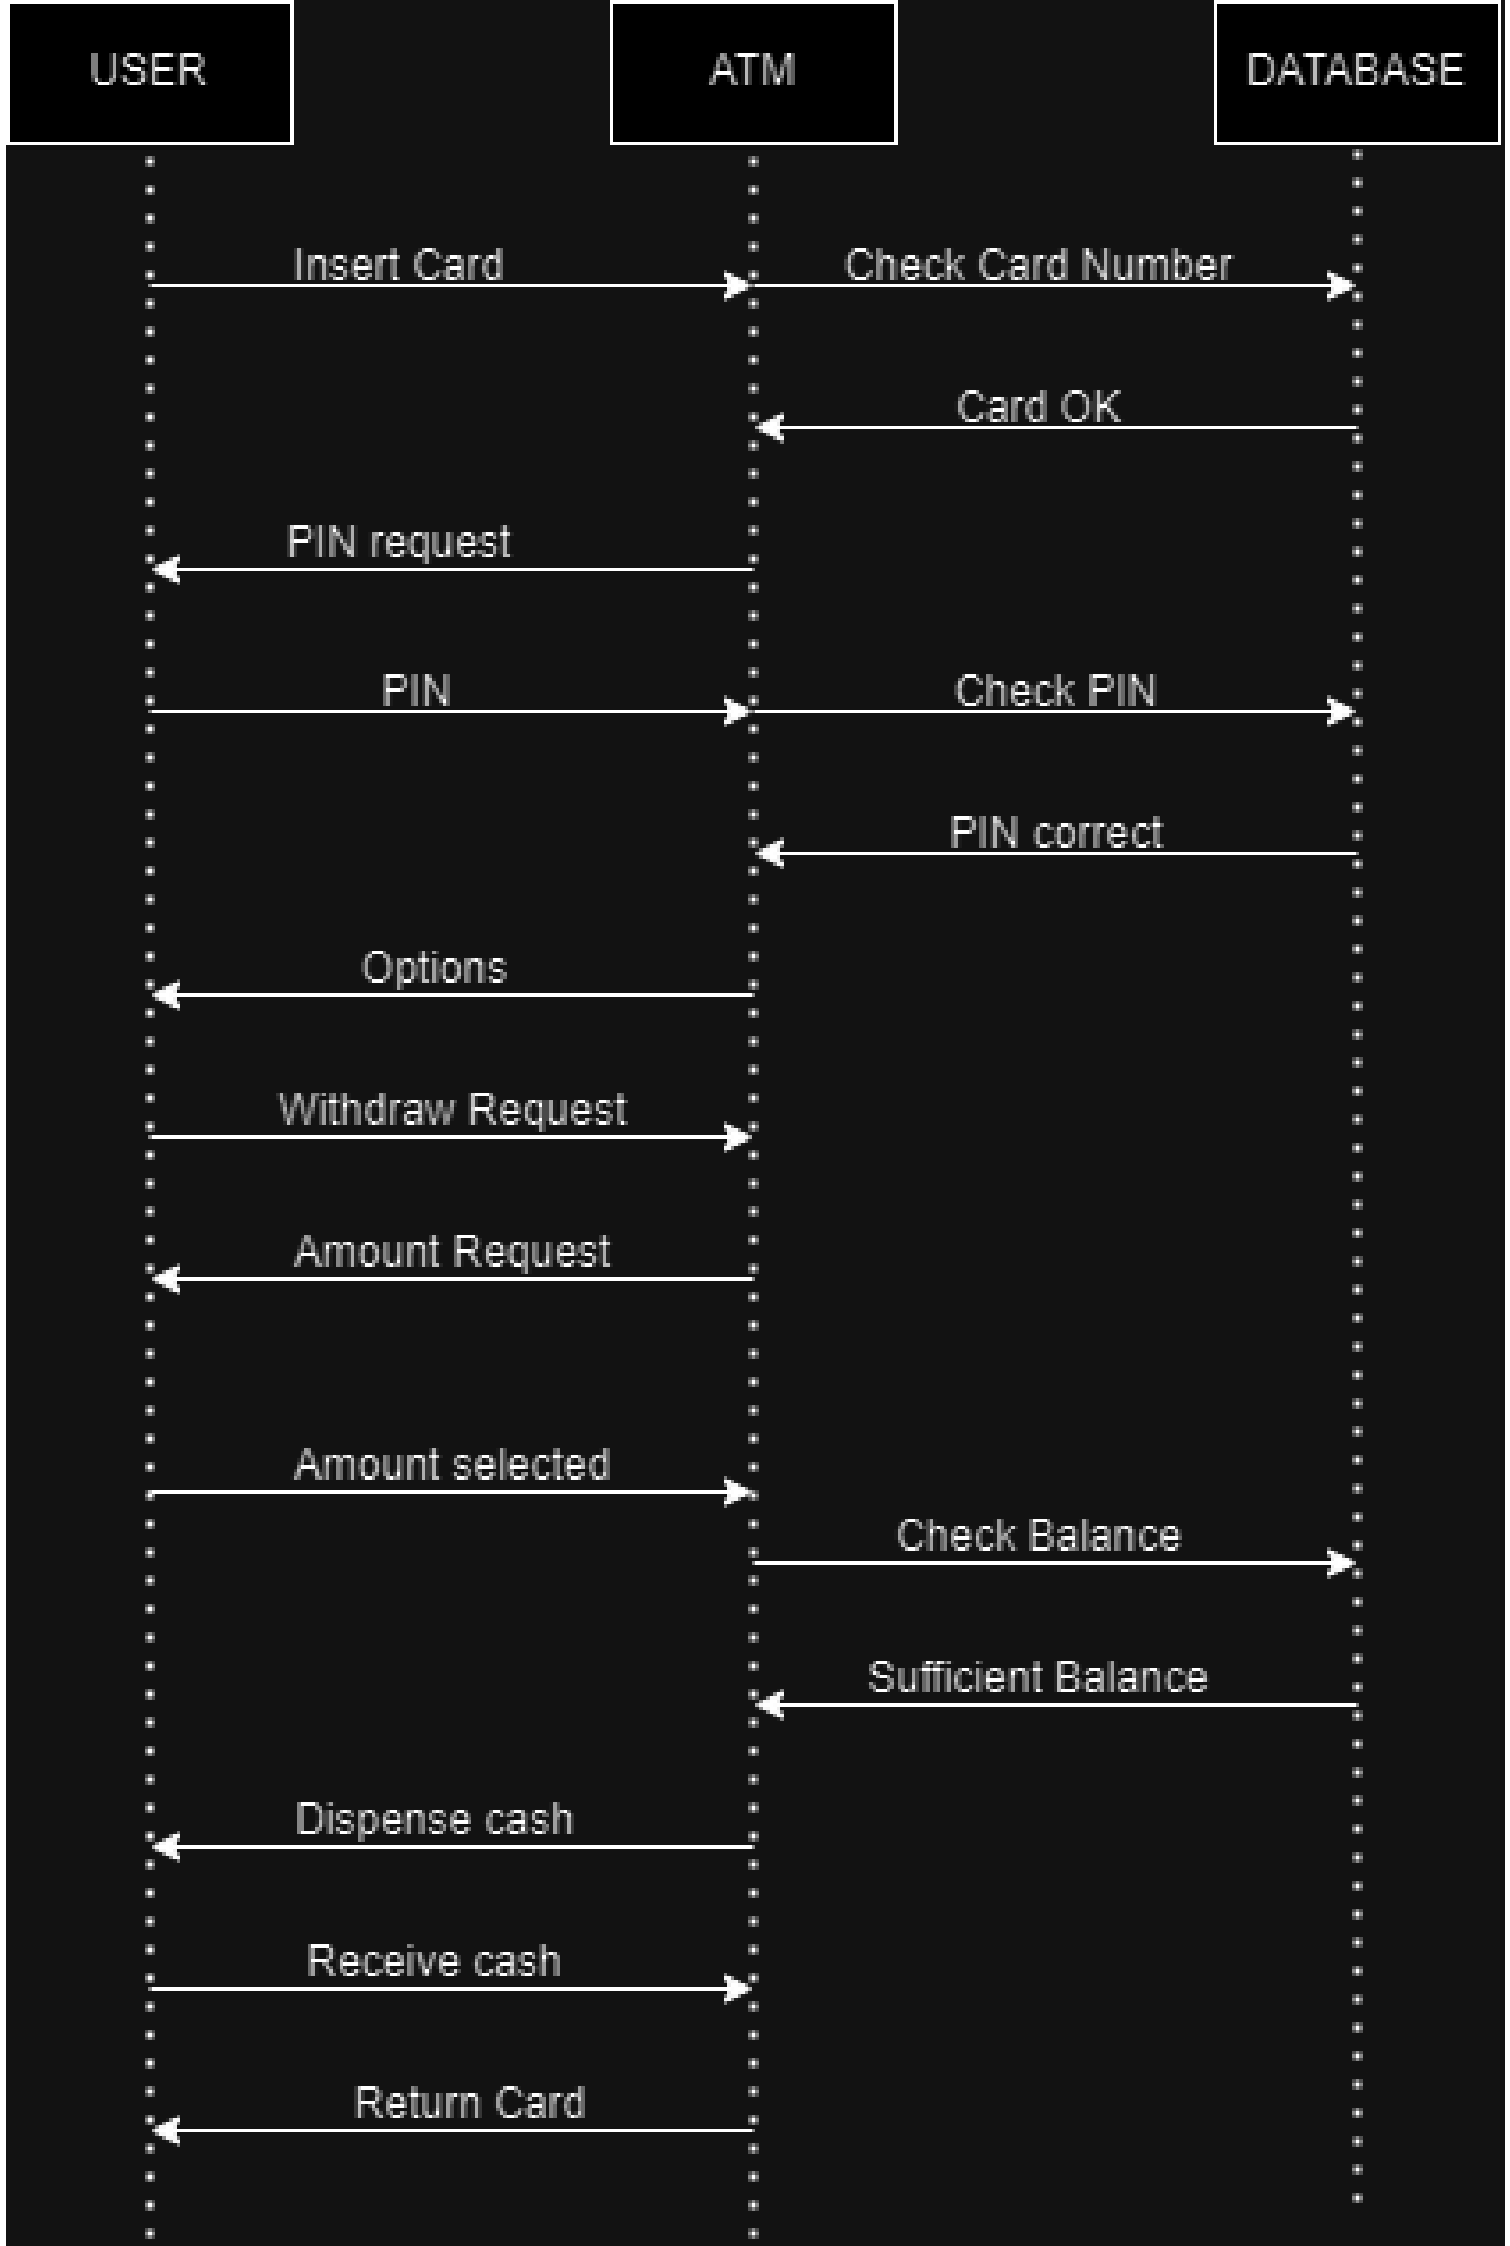 USER
ATM
DATABASE
Insert Card
Check Card Number
Card OK
PIN request
PIN
Check PIN
PIN correct
Options
Withdraw Request
Amount Request
Amount selected
Check Balance
Sufficient Balance
Dispense cash
Receive cash
Return Card